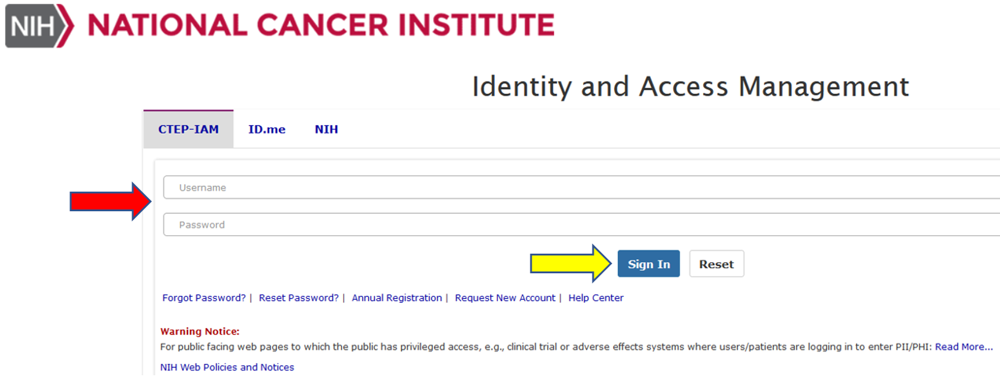 NIH NATIONAL CANCER INSTITUTE
Identity and Access Management
CTEP-IAM ID.me NIH
Username
Password
Sign In Reset
Forgot Password? | Reset Password? | Annual Registration | Request New Account | Help Center
Warning Notice:
For public facing web pages to which the public has privileged access, e.g., clinical trial or adverse effects systems where users/patients are logging in to enter PII/PHI: Read More...
NIH Web Policies and Notices